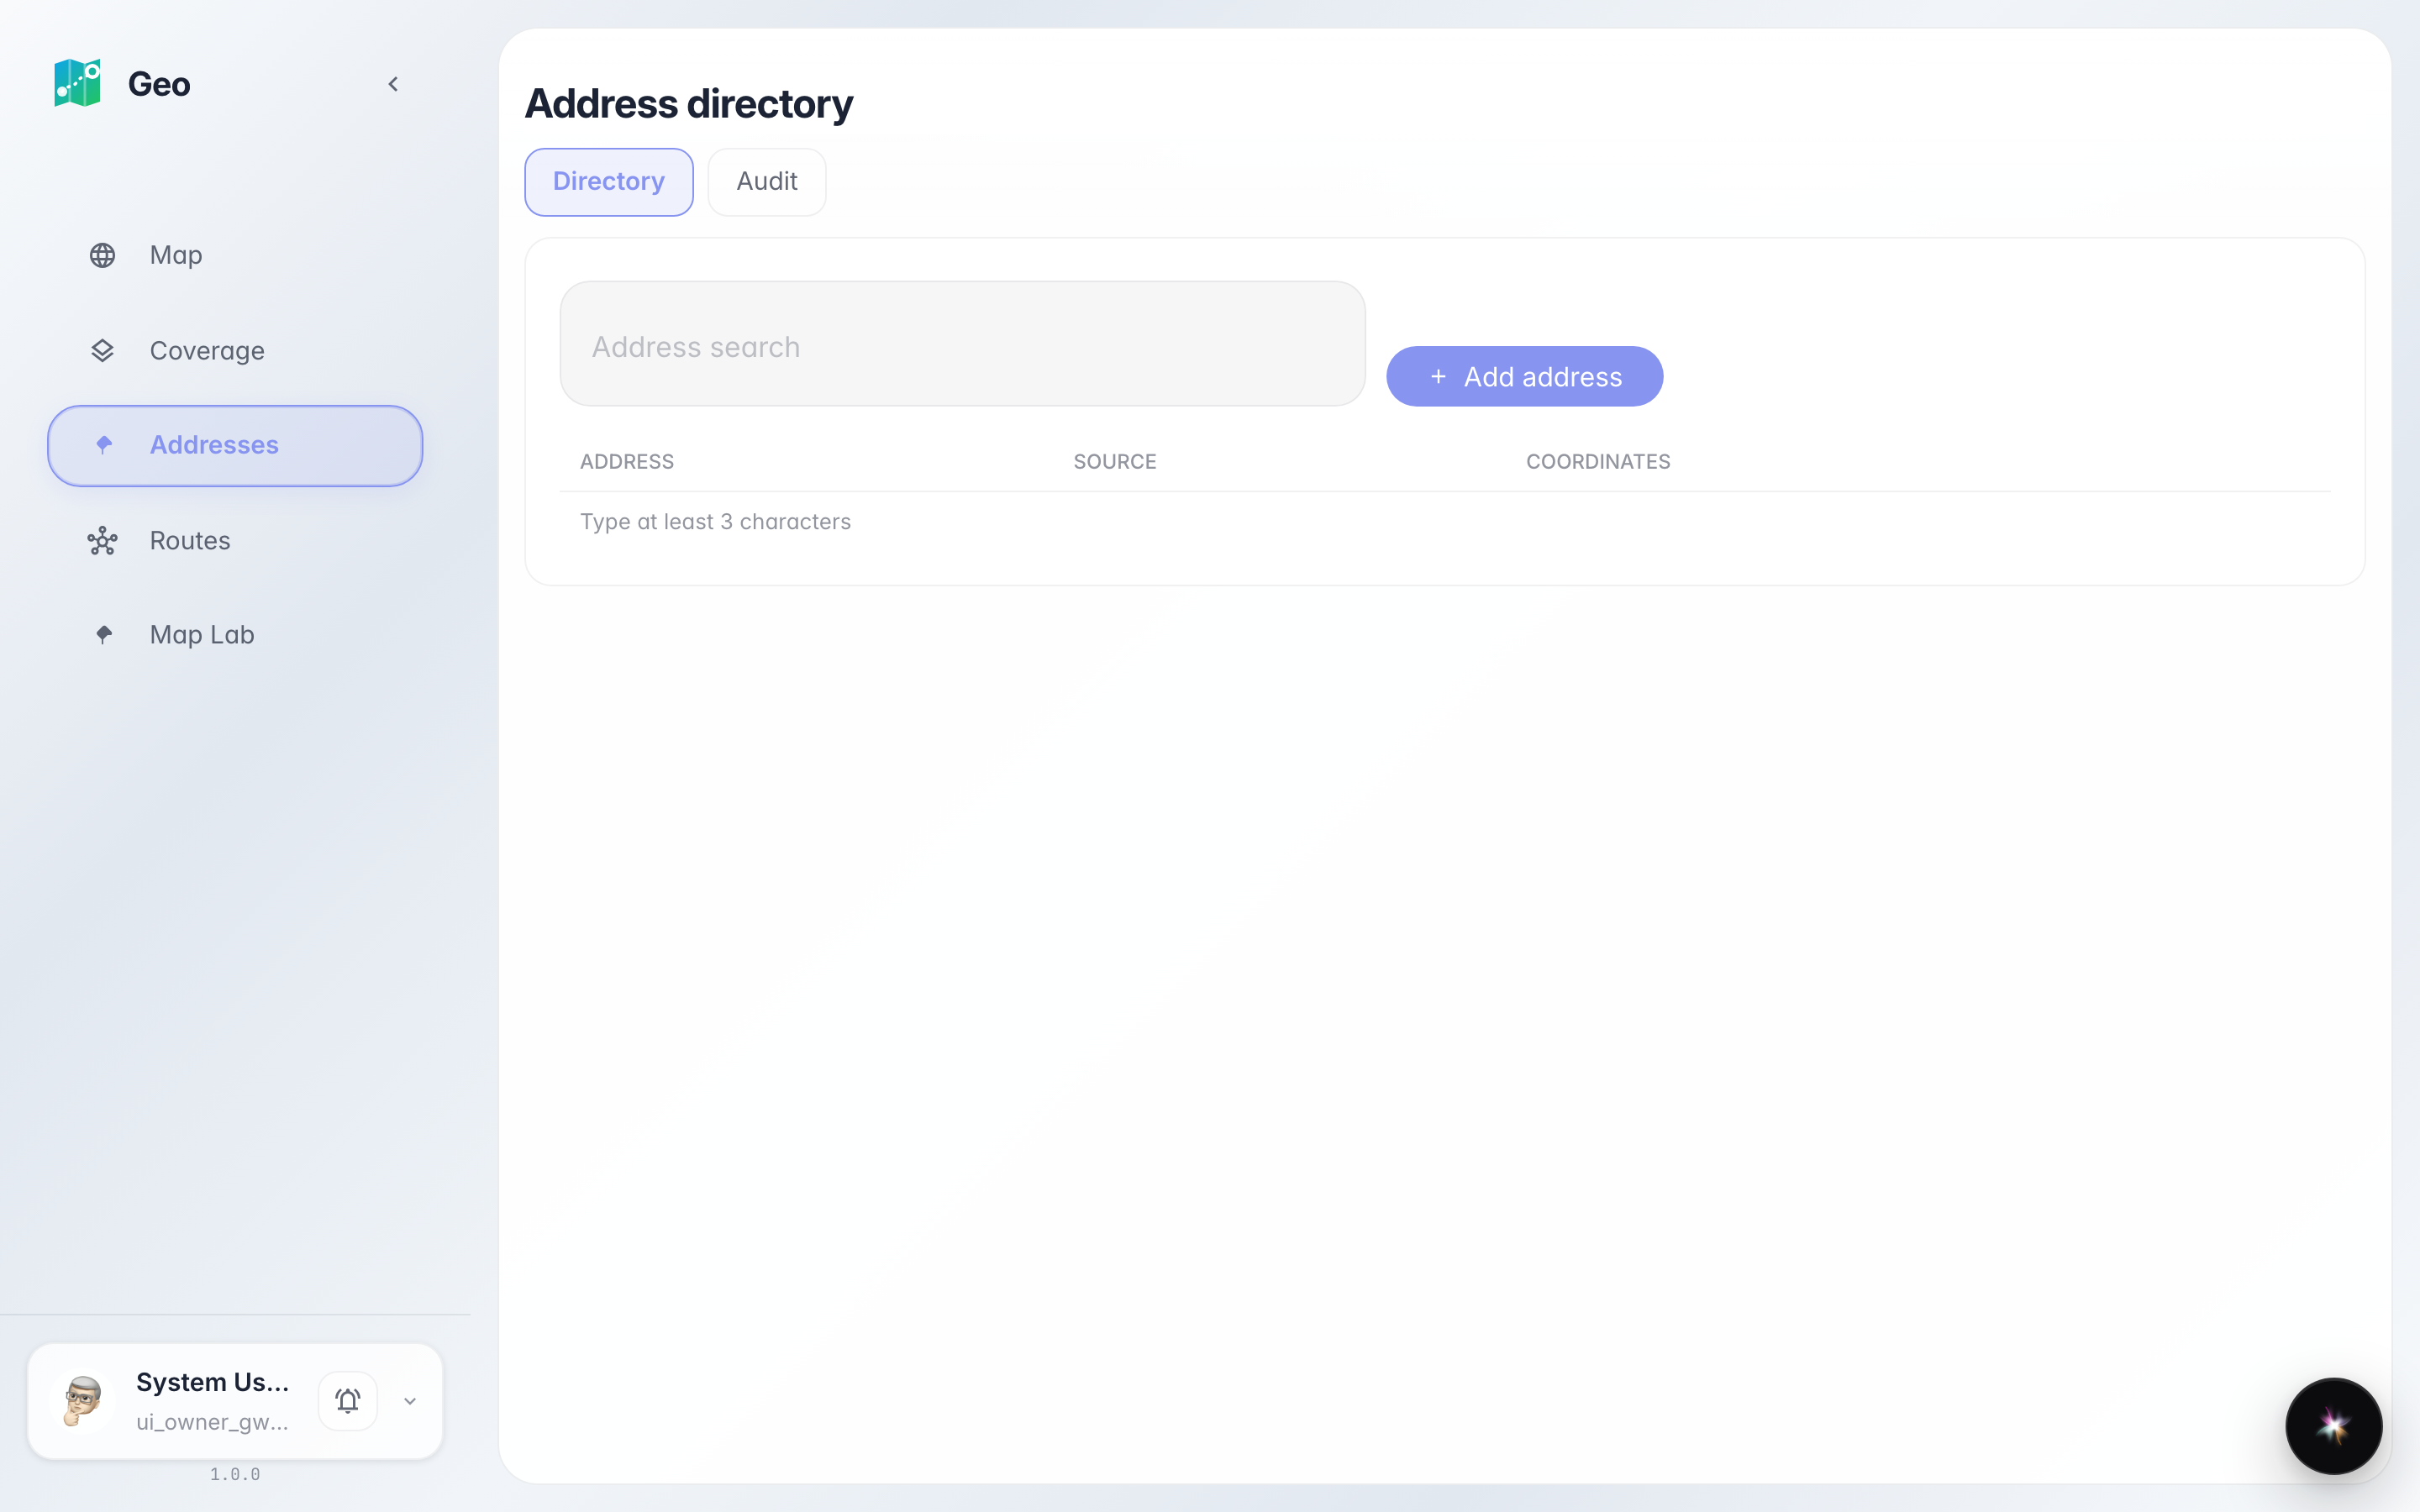 Geo
Map
Coverage
Addresses
Routes
Map Lab
System Us...
ui_owner_gw...
1.0.0
Address directory
Directory
Audit
Address search
+ Add address
ADDRESS SOURCE COORDINATES
Type at least 3 characters